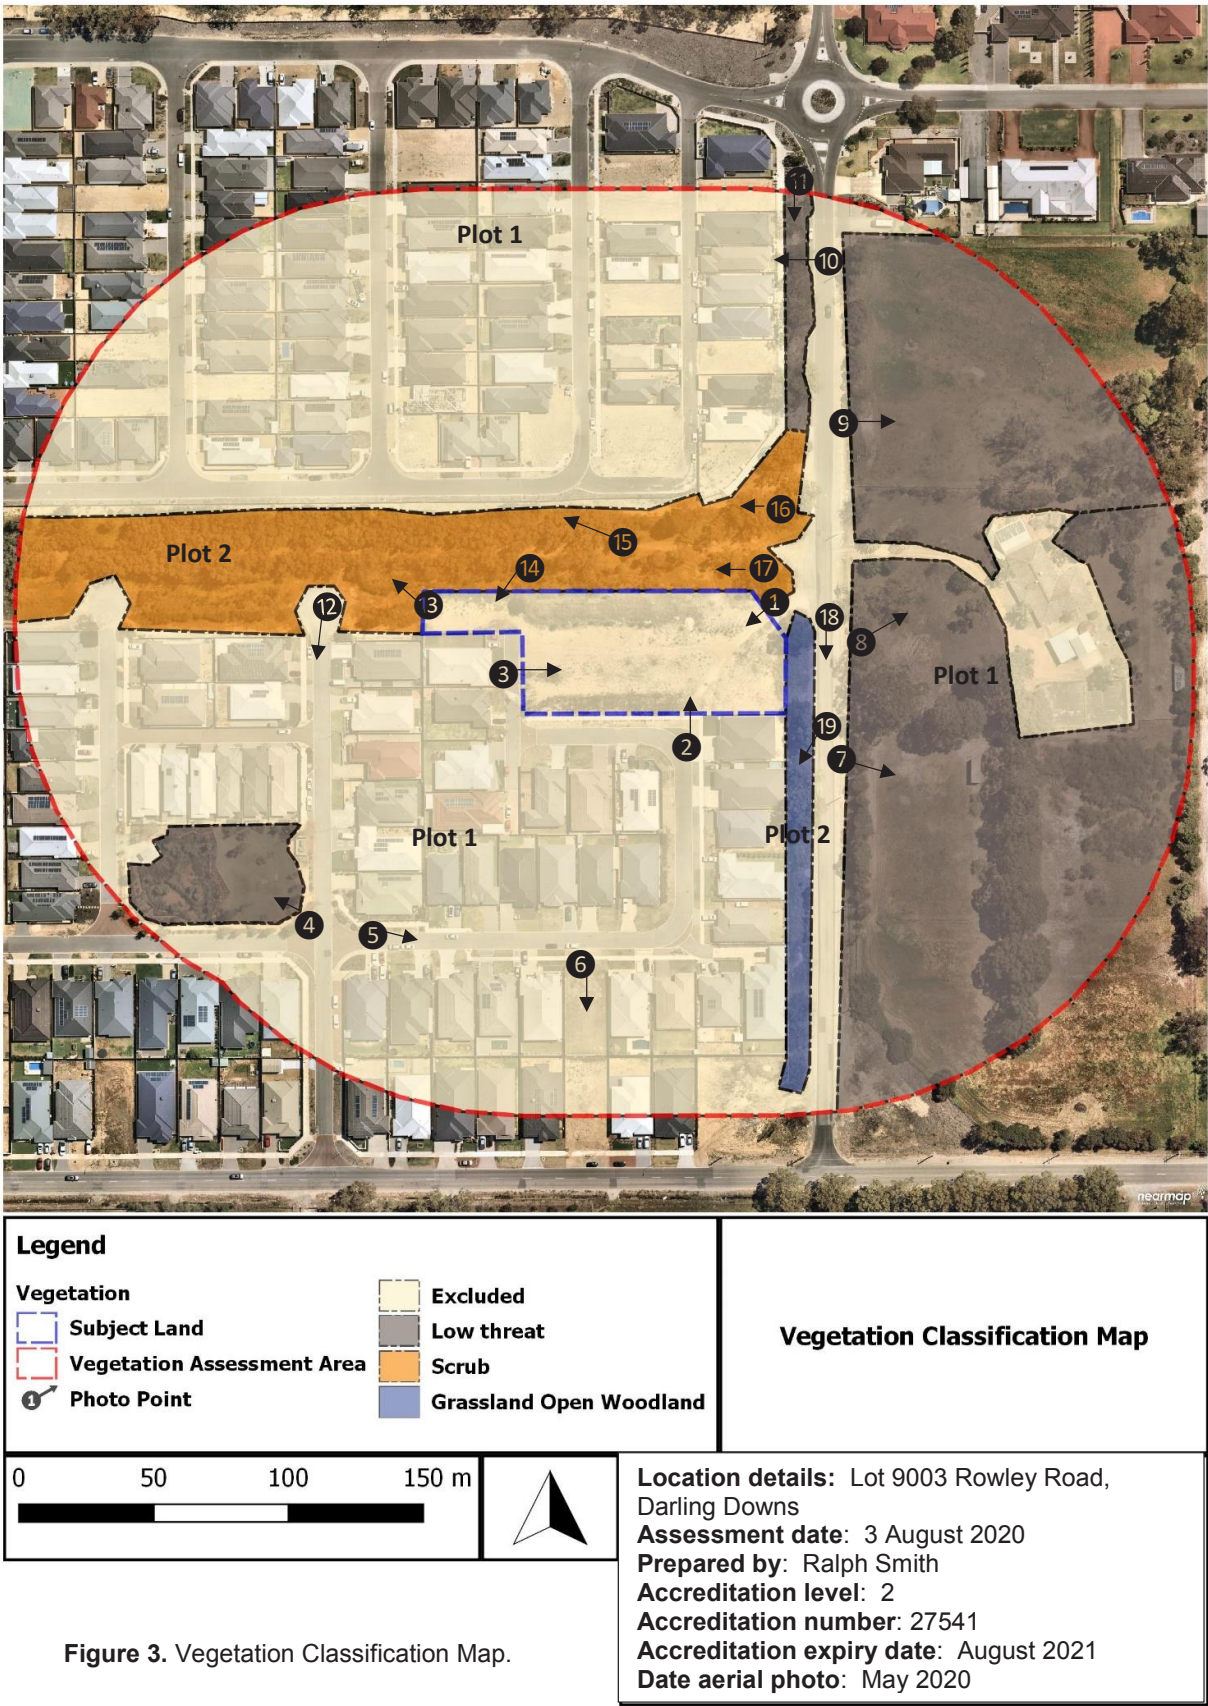 11
Plot 1
10
9
16
15
Plot 2
14
17
13
12
1
18
8
3
Plot 1
19
2
7
Plot 1
Plot 2
4
5
6
nearmap
Legend
Vegetation
Subject Land
Vegetation Assessment Area
1 Photo Point
Excluded
Low threat
Scrub
Grassland Open Woodland
Vegetation Classification Map
0 50 100 150 m
Location details: Lot 9003 Rowley Road,
Darling Downs
Assessment date: 3 August 2020
Prepared by: Ralph Smith
Accreditation level: 2
Accreditation number: 27541
Accreditation expiry date: August 2021
Date aerial photo: May 2020
Figure 3. Vegetation Classification Map.